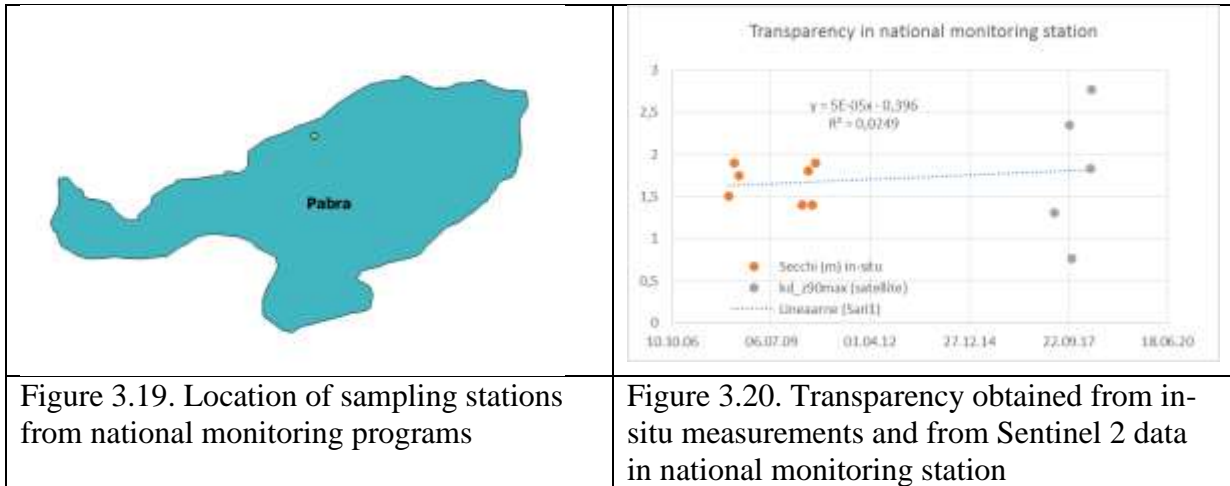 Pabra
Transparency in national monitoring station
3
2,5
2
1,5
1
0,5
0
y = 5E-05x - 0,396
R² = 0,0249
Secchi (m) in-situ
kd_z90max (satellite)
Lineaarne (Sari1)
10.10.06 06.07.09 01.04.12 27.12.14 22.09.17 18.06.20
Figure 3.19. Location of sampling stations
from national monitoring programs
Figure 3.20. Transparency obtained from in-
situ measurements and from Sentinel 2 data
in national monitoring station